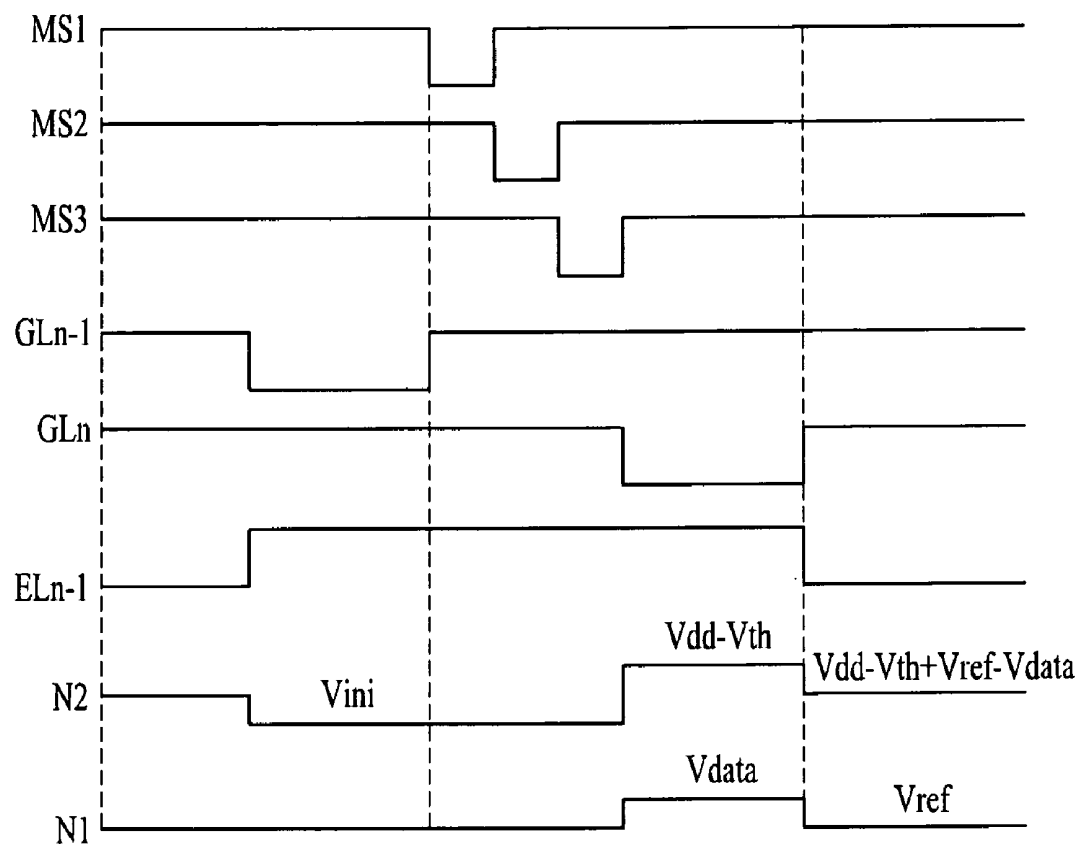 MS1
MS2
MS3
GLn-1
GLn
ELn-1
Vdd-Vth
Vdd-Vth+Vref-Vdata
N2
Vini
Vdata
Vref
N1